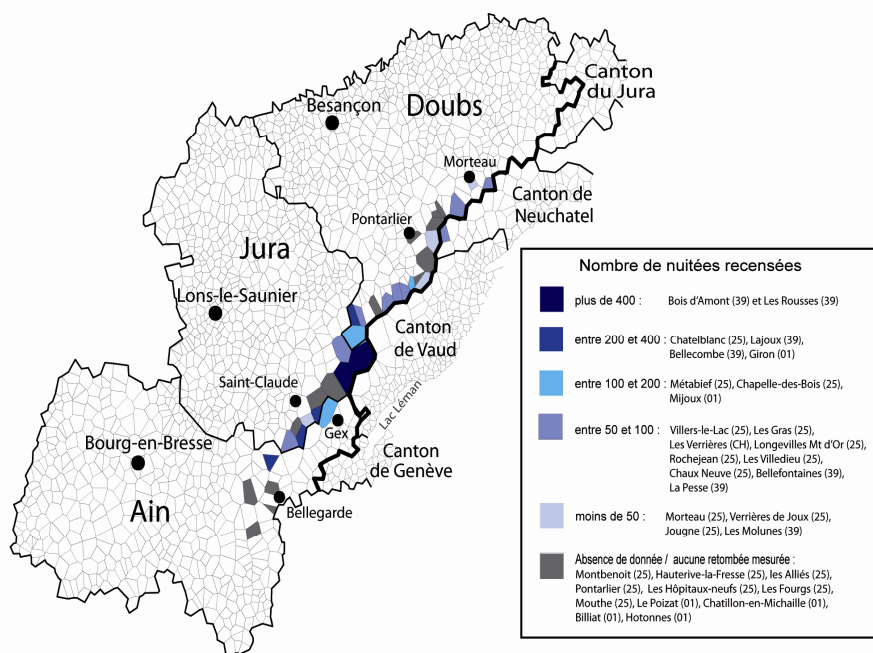 Canton
du Jura
Besançon
Doubs
Morteau
Canton de
Neuchatel
Pontarlier
Jura
Lons-le-Saunier
Canton
de Vaud
Saint-Claude
Lac Léman
Gex
Bourg-en-Bresse
Canton
de Genève
Ain
Bellegarde
Nombre de nuitées recensées
plus de 400 : Bois d'Amont (39) et Les Rousses (39)
entre 200 et 400 : Chatelblanc (25), Lajoux (39),
Bellecombe (39), Giron (01)
entre 100 et 200 : Métabief (25), Chapelle-des-Bois (25),
Mijoux (01)
entre 50 et 100 : Villers-le-Lac (25), Les Gras (25),
Les Verrières (CH), Longevilles Mt d'Or (25),
Rochejean (25), Les Villedieu (25),
Chaux Neuve (25), Bellefontaines (39),
La Pesse (39)
moins de 50 : Morteau (25), Verrières de Joux (25),
Jougne (25), Les Molunes (39)
Absence de donnée / aucune retombée mesurée :
Montbenoit (25), Hauterive-la-Fresse (25), les Alliés (25),
Pontarlier (25), Les Hôpitaux-neufs (25), Les Fourgs (25),
Mouthe (25), Le Poizat (01), Chatillon-en-Michaille (01),
Billiat (01), Hotonnes (01)